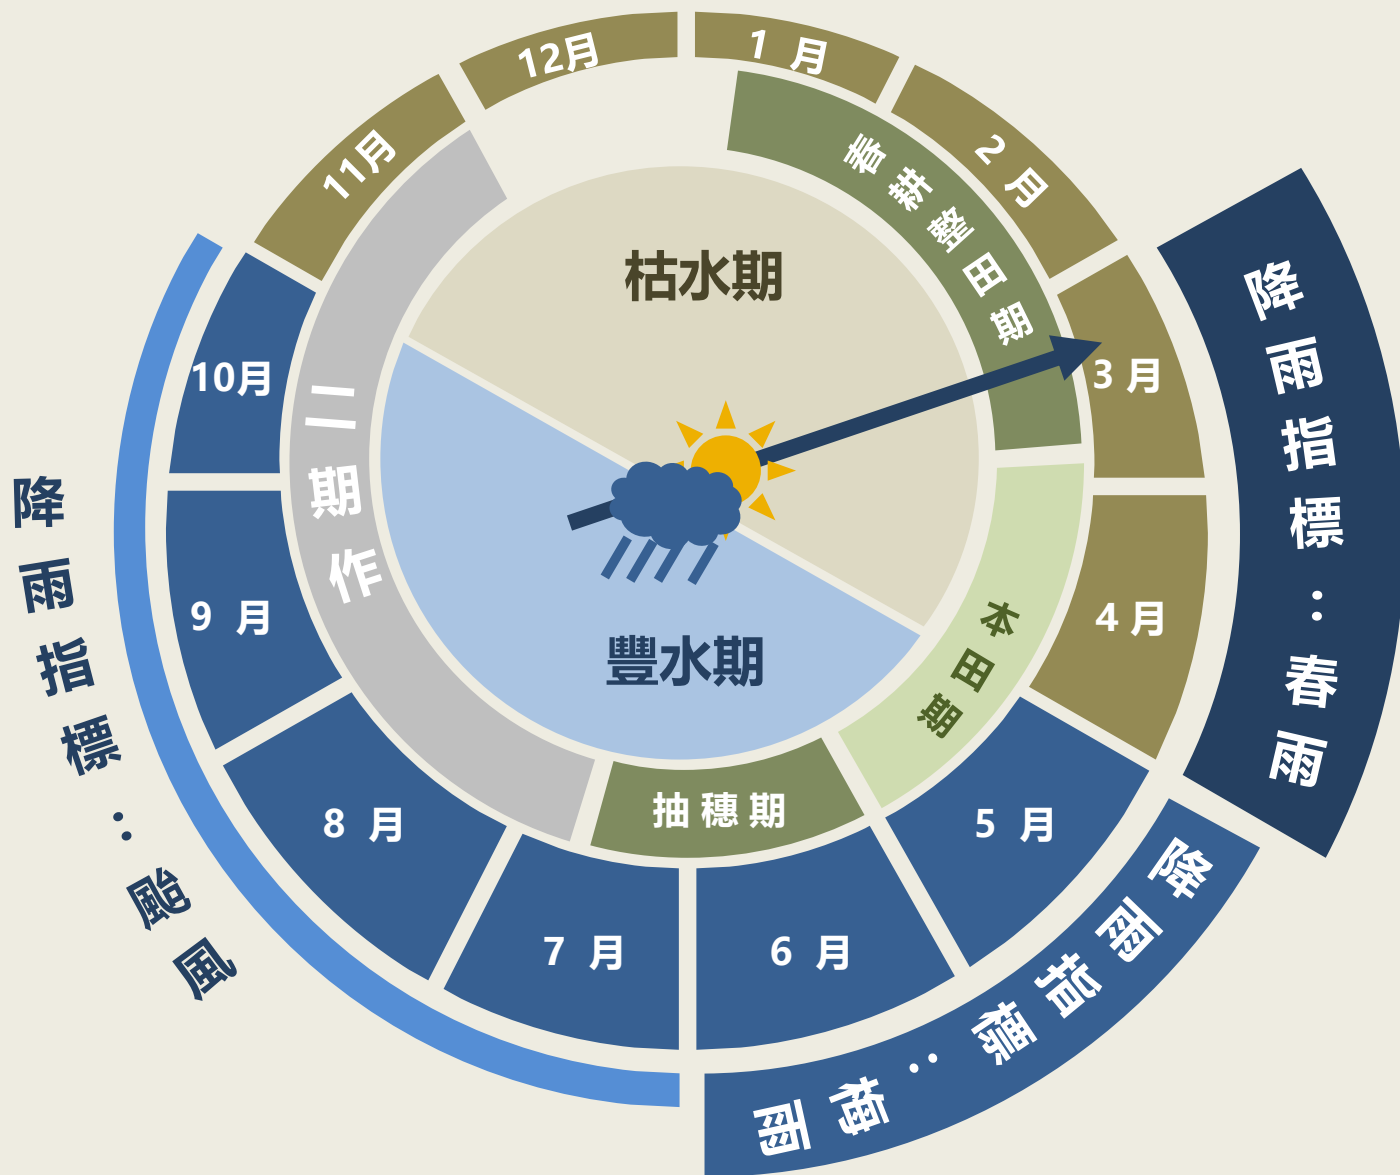 1 月
2 月
3 月
4 月
5 月
6 月
7 月
8 月
9 月
10月
11月
12月
春耕整田期
本田期
抽穗期
二期作
枯水期
豐水期
降雨指標：春雨
降雨指標：梅雨
降雨指標：颱風